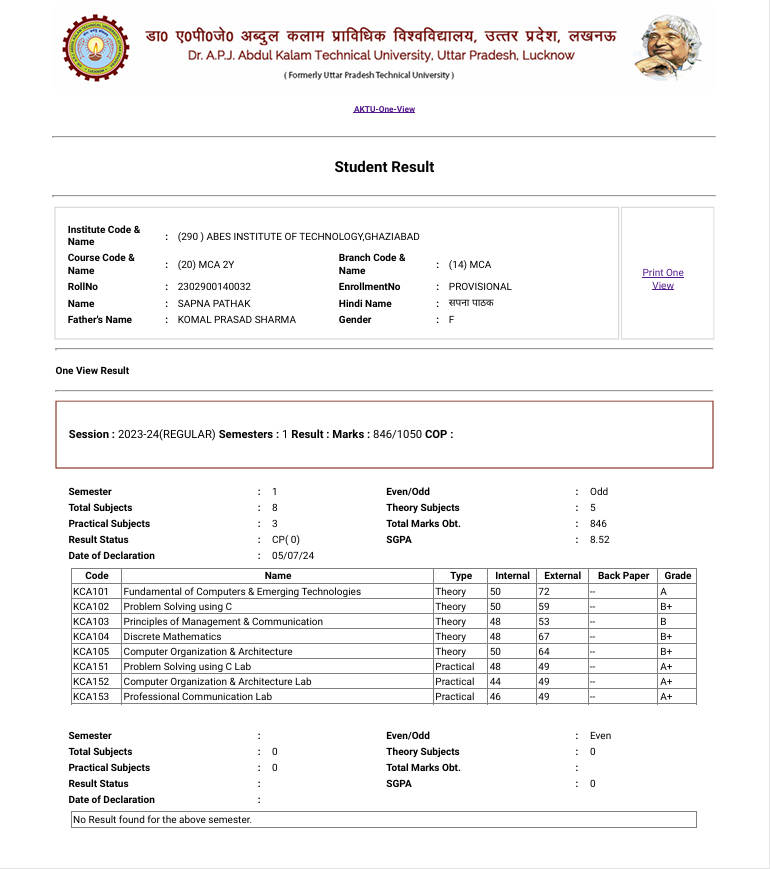 डा0 ए0पी0जे0 अब्दुल कलाम प्राविधिक विश्वविद्यालय, उत्तर प्रदेश, लखनऊ
Dr. A.P.J. Abdul Kalam Technical University, Uttar Pradesh, Lucknow
( Formerly Uttar Pradesh Technical University )
AKTU-One-View
Student Result
Institute Code & Name : (290 ) ABES INSTITUTE OF TECHNOLOGY,GHAZIABAD
Course Code & Name : (20) MCA 2Y Branch Code & Name : (14) MCA
RollNo : 2302900140032 EnrollmentNo : PROVISIONAL
Name : SAPNA PATHAK Hindi Name : सपना पाठक
Father's Name : KOMAL PRASAD SHARMA Gender : F
Print One View
One View Result
Session : 2023-24(REGULAR) Semesters : 1 Result : Marks : 846/1050 COP :
Semester : 1 Even/Odd : Odd
Total Subjects : 8 Theory Subjects : 5
Practical Subjects : 3 Total Marks Obt. : 846
Result Status : CP( 0) SGPA : 8.52
Date of Declaration : 05/07/24
Code Name Type Internal External Back Paper Grade
KCA101 Fundamental of Computers & Emerging Technologies Theory 50 72 -- A
KCA102 Problem Solving using C Theory 50 59 -- B+
KCA103 Principles of Management & Communication Theory 48 53 -- B
KCA104 Discrete Mathematics Theory 48 67 -- B+
KCA105 Computer Organization & Architecture Theory 50 64 -- B+
KCA151 Problem Solving using C Lab Practical 48 49 -- A+
KCA152 Computer Organization & Architecture Lab Practical 44 49 -- A+
KCA153 Professional Communication Lab Practical 46 49 -- A+
Semester : Even/Odd : Even
Total Subjects : 0 Theory Subjects : 0
Practical Subjects : 0 Total Marks Obt. :
Result Status : SGPA : 0
Date of Declaration :
No Result found for the above semester.